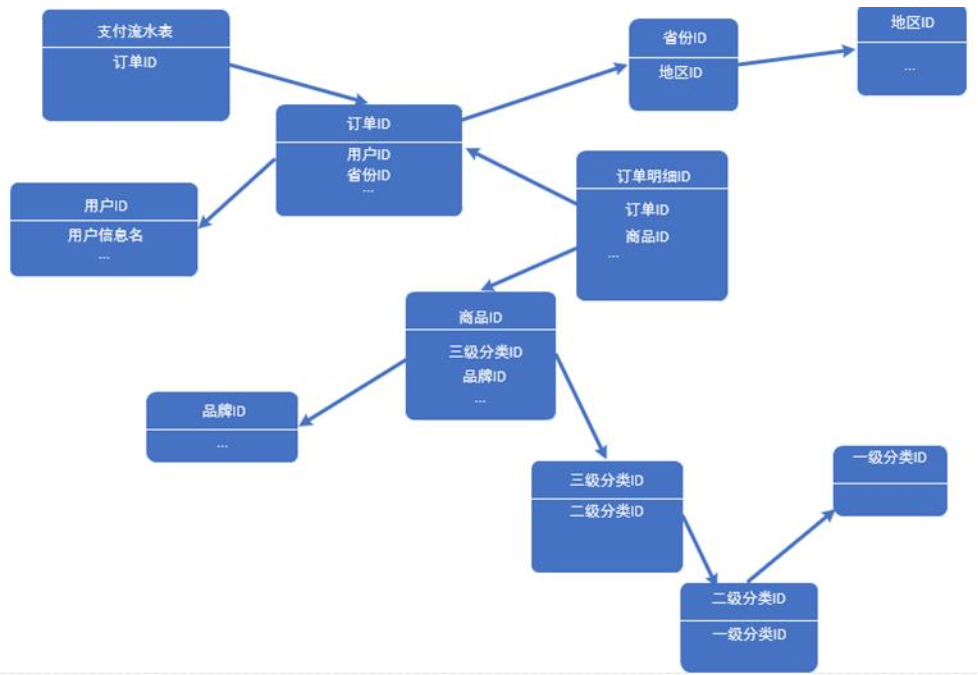 支付流水表
订单ID
省份ID
地区ID
地区ID
...
订单ID
用户ID
省份ID
...
订单明细ID
订单ID
商品ID
...
用户ID
用户信息名
...
商品ID
三级分类ID
品牌ID
...
品牌ID
...
三级分类ID
二级分类ID
一级分类ID
二级分类ID
一级分类ID